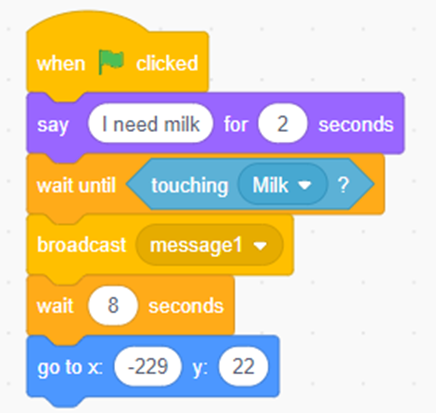 when clicked
say I need milk for 2 seconds
wait until touching Milk ?
broadcast message1
wait 8 seconds
go to x: -229 y: 22